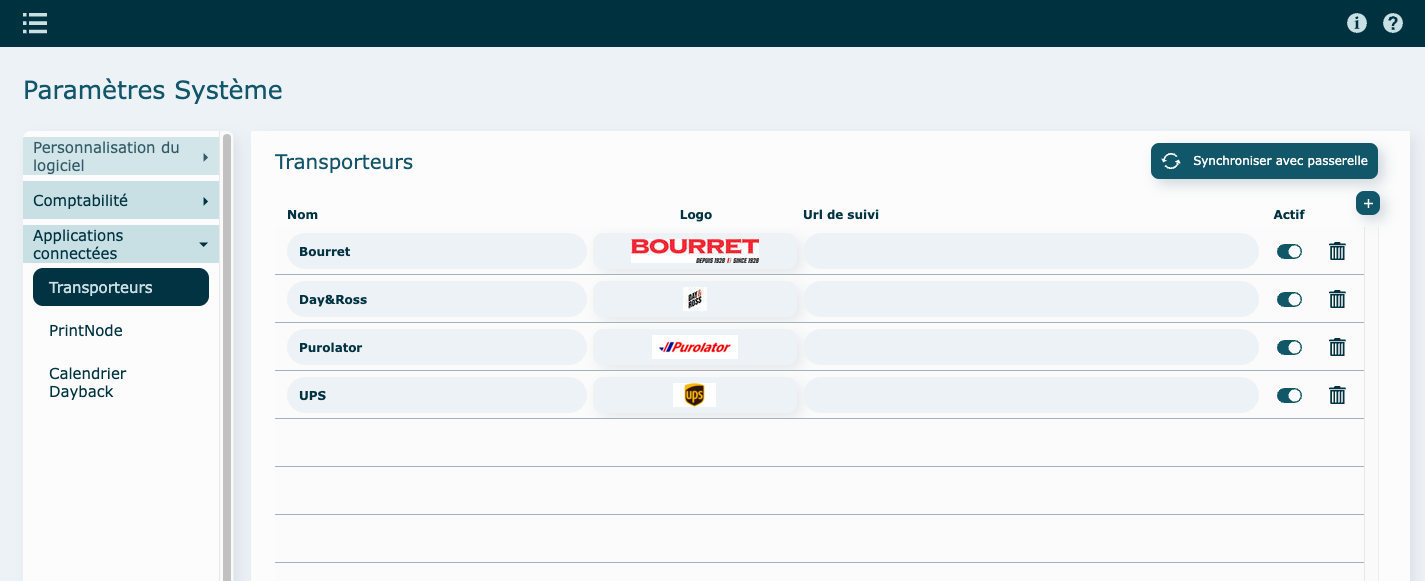 Paramètres Système
Personnalisation du
logiciel
Comptabilité
Applications
connectées
Transporteurs
PrintNode
Calendrier
Dayback
Transporteurs
Synchroniser avec passerelle
+
Nom Logo Url de suivi Actif
Bourret BOURRET
DEPUIS 1928 SINCE 1928
Day&Ross DAY & ROSS
Purolator Purolator
UPS ups